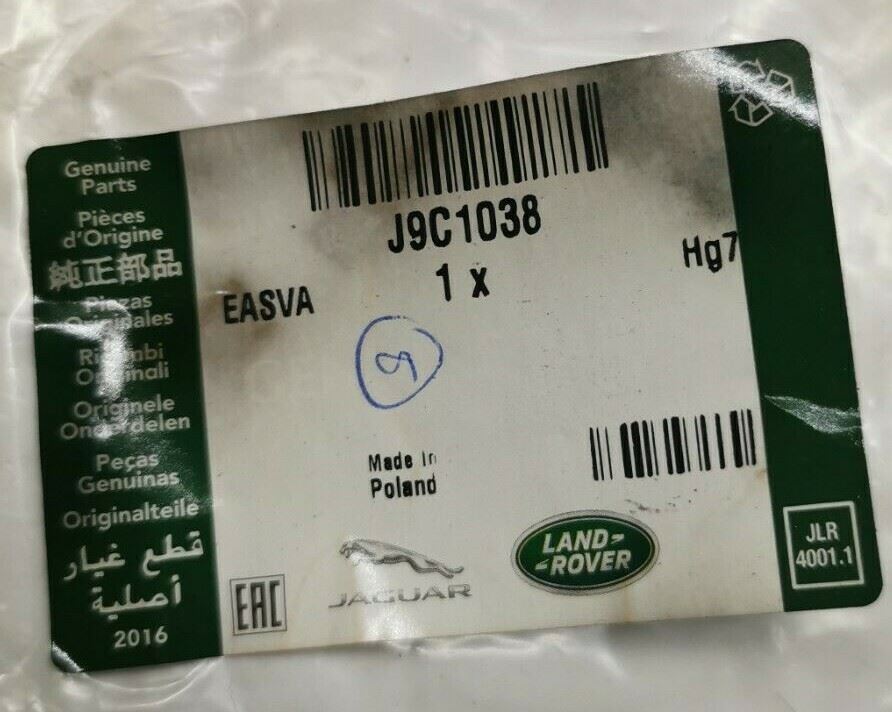 Genuine
Parts
Pièces
d'Origine
純正部品
Piezas
Originales
Ricambi
Originali
Originele
Onderdelen
Peças
Genuinas
Originalteile
قطع غيار
أصلية
2016
J9C1038
1 x
Hg7
EASVA
9
Made In
Poland
EAC
JAGUAR
LAND-
-ROVER
JLR
4001.1